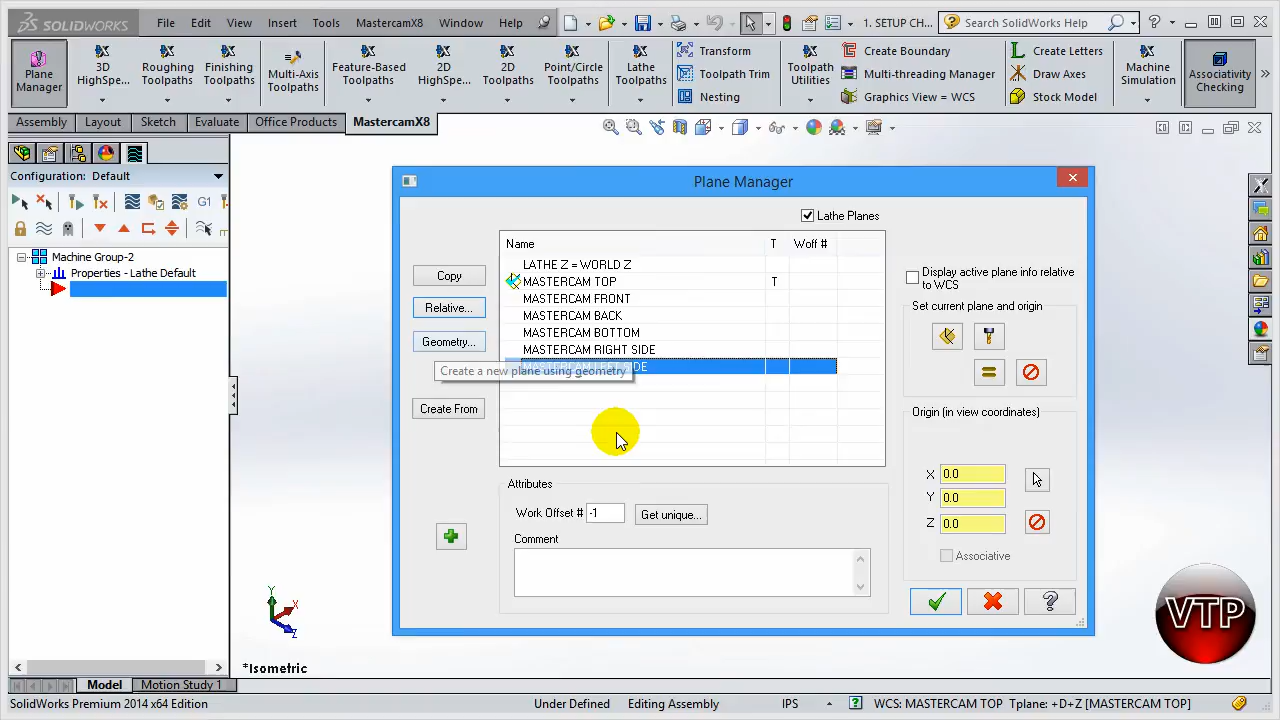 SOLIDWORKS
File Edit View Insert Tools MastercamX8 Window Help
1. SETUP CH...
Search SolidWorks Help
Plane Manager
3D HighSpe...
Roughing Toolpaths
Finishing Toolpaths
Multi-Axis Toolpaths
Feature-Based Toolpaths
2D HighSpe...
2D Toolpaths
Point/Circle Toolpaths
Lathe Toolpaths
Transform
Toolpath Trim
Nesting
Toolpath Utilities
Create Boundary
Multi-threading Manager
Graphics View = WCS
Create Letters
Draw Axes
Stock Model
Machine Simulation
Associativity Checking
Assembly Layout Sketch Evaluate Office Products MastercamX8
Configuration: Default
G1
Machine Group-2
Properties - Lathe Default
Plane Manager
Lathe Planes
Name T Woff #
LATHE Z = WORLD Z
MASTERCAM TOP T
MASTERCAM FRONT
MASTERCAM BACK
MASTERCAM BOTTOM
MASTERCAM RIGHT SIDE
MASTERCAM LEFT SIDE
Copy
Relative...
Geometry...
Create a new plane using geometry
Create From
Display active plane info relative
to WCS
Set current plane and origin
Origin (in view coordinates)
X 0.0
Y 0.0
Z 0.0
Associative
Attributes
Work Offset # -1 Get unique...
Comment
Y
X
Z
*Isometric
VTP
Model Motion Study 1
SolidWorks Premium 2014 x64 Edition
Under Defined Editing Assembly IPS WCS: MASTERCAM TOP Tplane: +D+Z [MASTERCAM TOP]